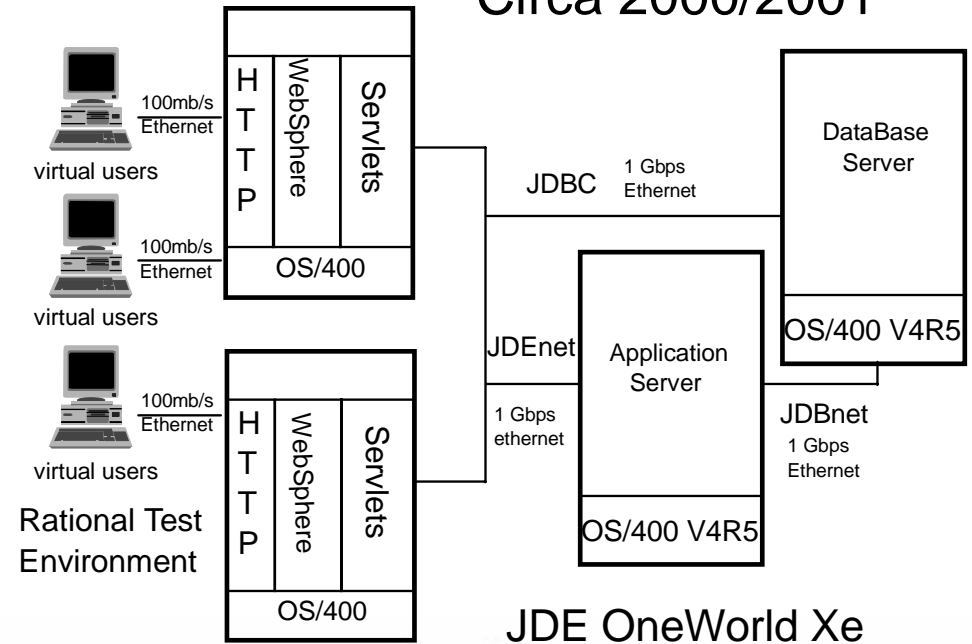 Circa 2000/2001
100mb/s
Ethernet
virtual users
100mb/s
Ethernet
virtual users
100mb/s
Ethernet
virtual users
Rational Test
Environment
HTTP
WebSphere
Servlets
OS/400
HTTP
WebSphere
Servlets
OS/400
JDBC
1 Gbps
Ethernet
DataBase
Server
OS/400 V4R5
JDEnet
1 Gbps
ethernet
Application
Server
OS/400 V4R5
JDBnet
1 Gbps
Ethernet
JDE OneWorld Xe